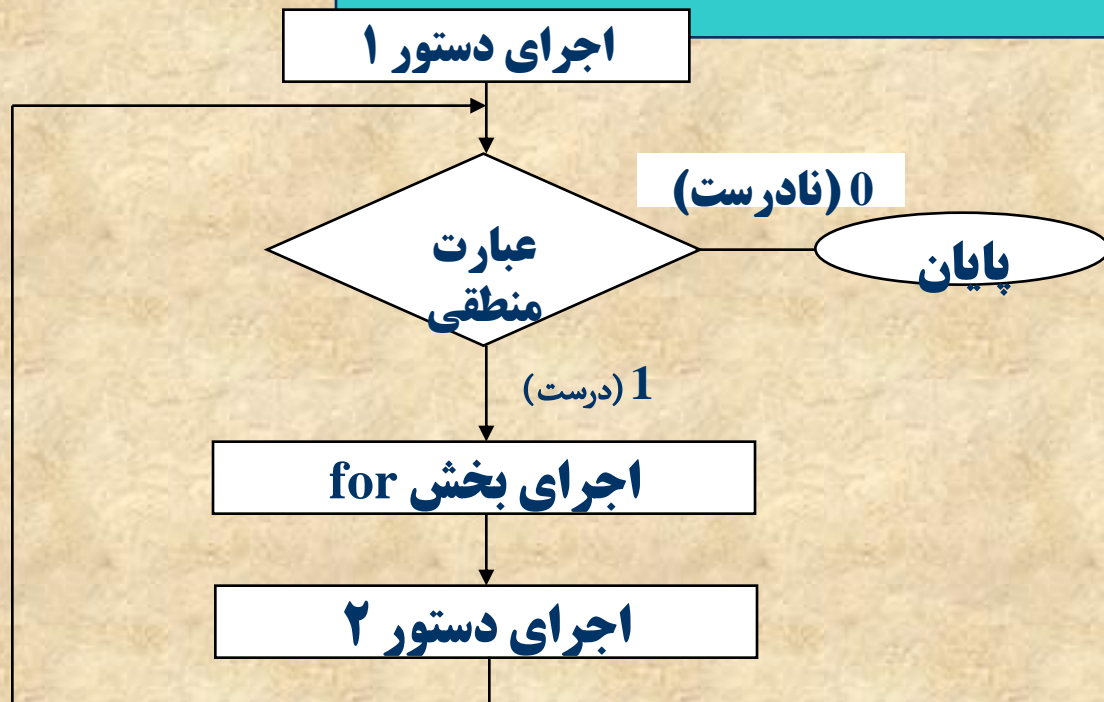 اجرای دستور ۱
0 (نادرست)
عبارت
منطقی
پایان
1 (درست)
اجرای بخش for
اجرای دستور ۲